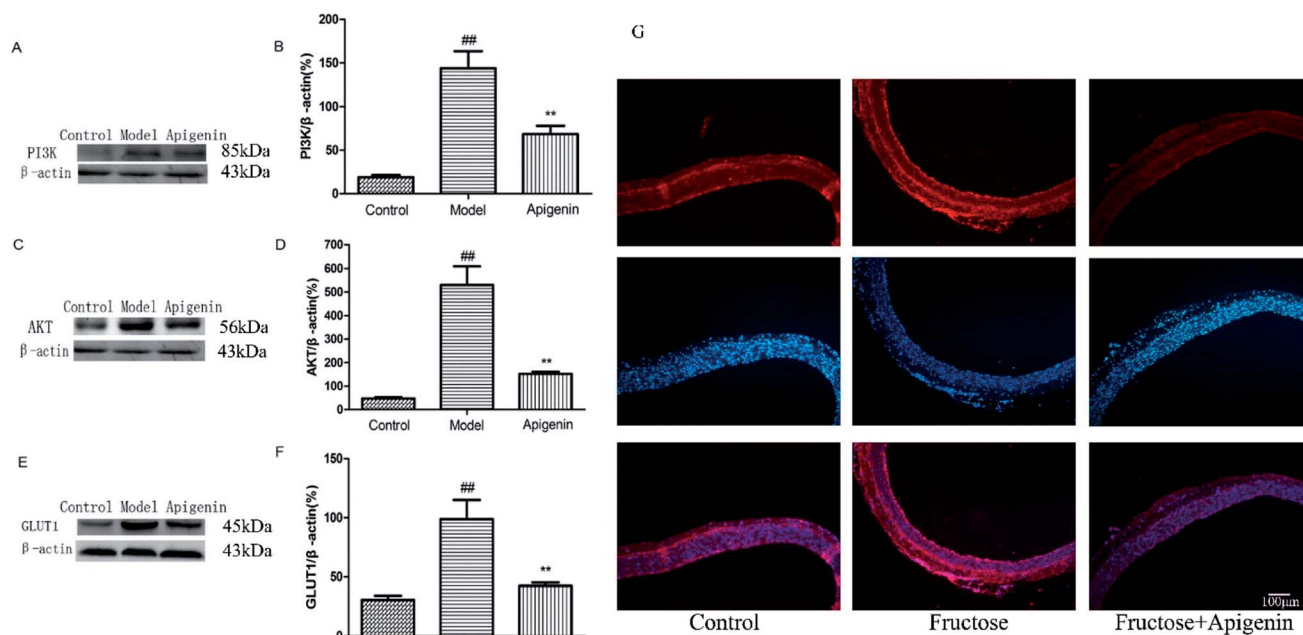 A
Control Model Apigenin
PI3K 85kDa
β-actin 43kDa
B
PI3K/β-actin(%)
200
150
100
50
0
##
**
Control Model Apigenin
C
Control Model Apigenin
AKT 56kDa
β-actin 43kDa
D
AKT/β-actin(%)
700
600
500
400
300
200
100
0
##
**
Control Model Apigenin
E
Control Model Apigenin
GLUT1 45kDa
β-actin 43kDa
F
GLUT1/β-actin(%)
150
100
50
0
##
**
G
100μm
Control Fructose Fructose+Apigenin